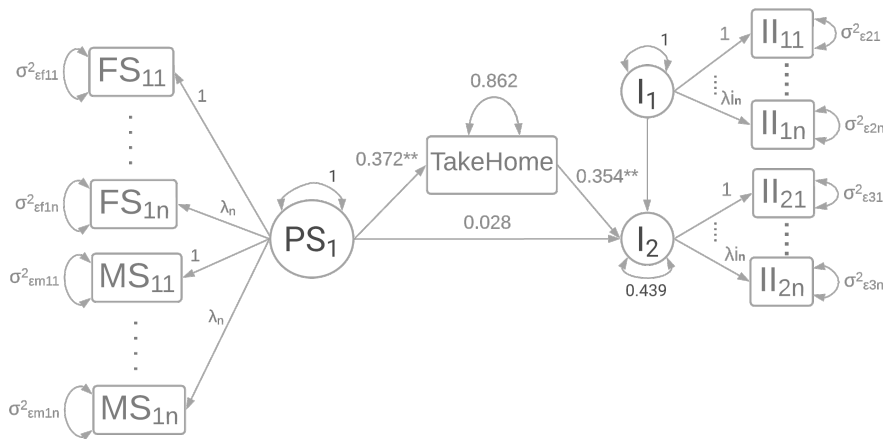 σ²εf11
FS11
1
⋮
σ²εf1n
FS1n
λn
σ²εm11
MS11
1
λn
σ²εm1n
MS1n
1
PS1
0.372**
0.862
TakeHome
0.354**
0.028
1
I1
I2
0.439
1
λin
II11
σ²ε21
II1n
σ²ε2n
1
λin
II21
σ²ε31
II2n
σ²ε3n